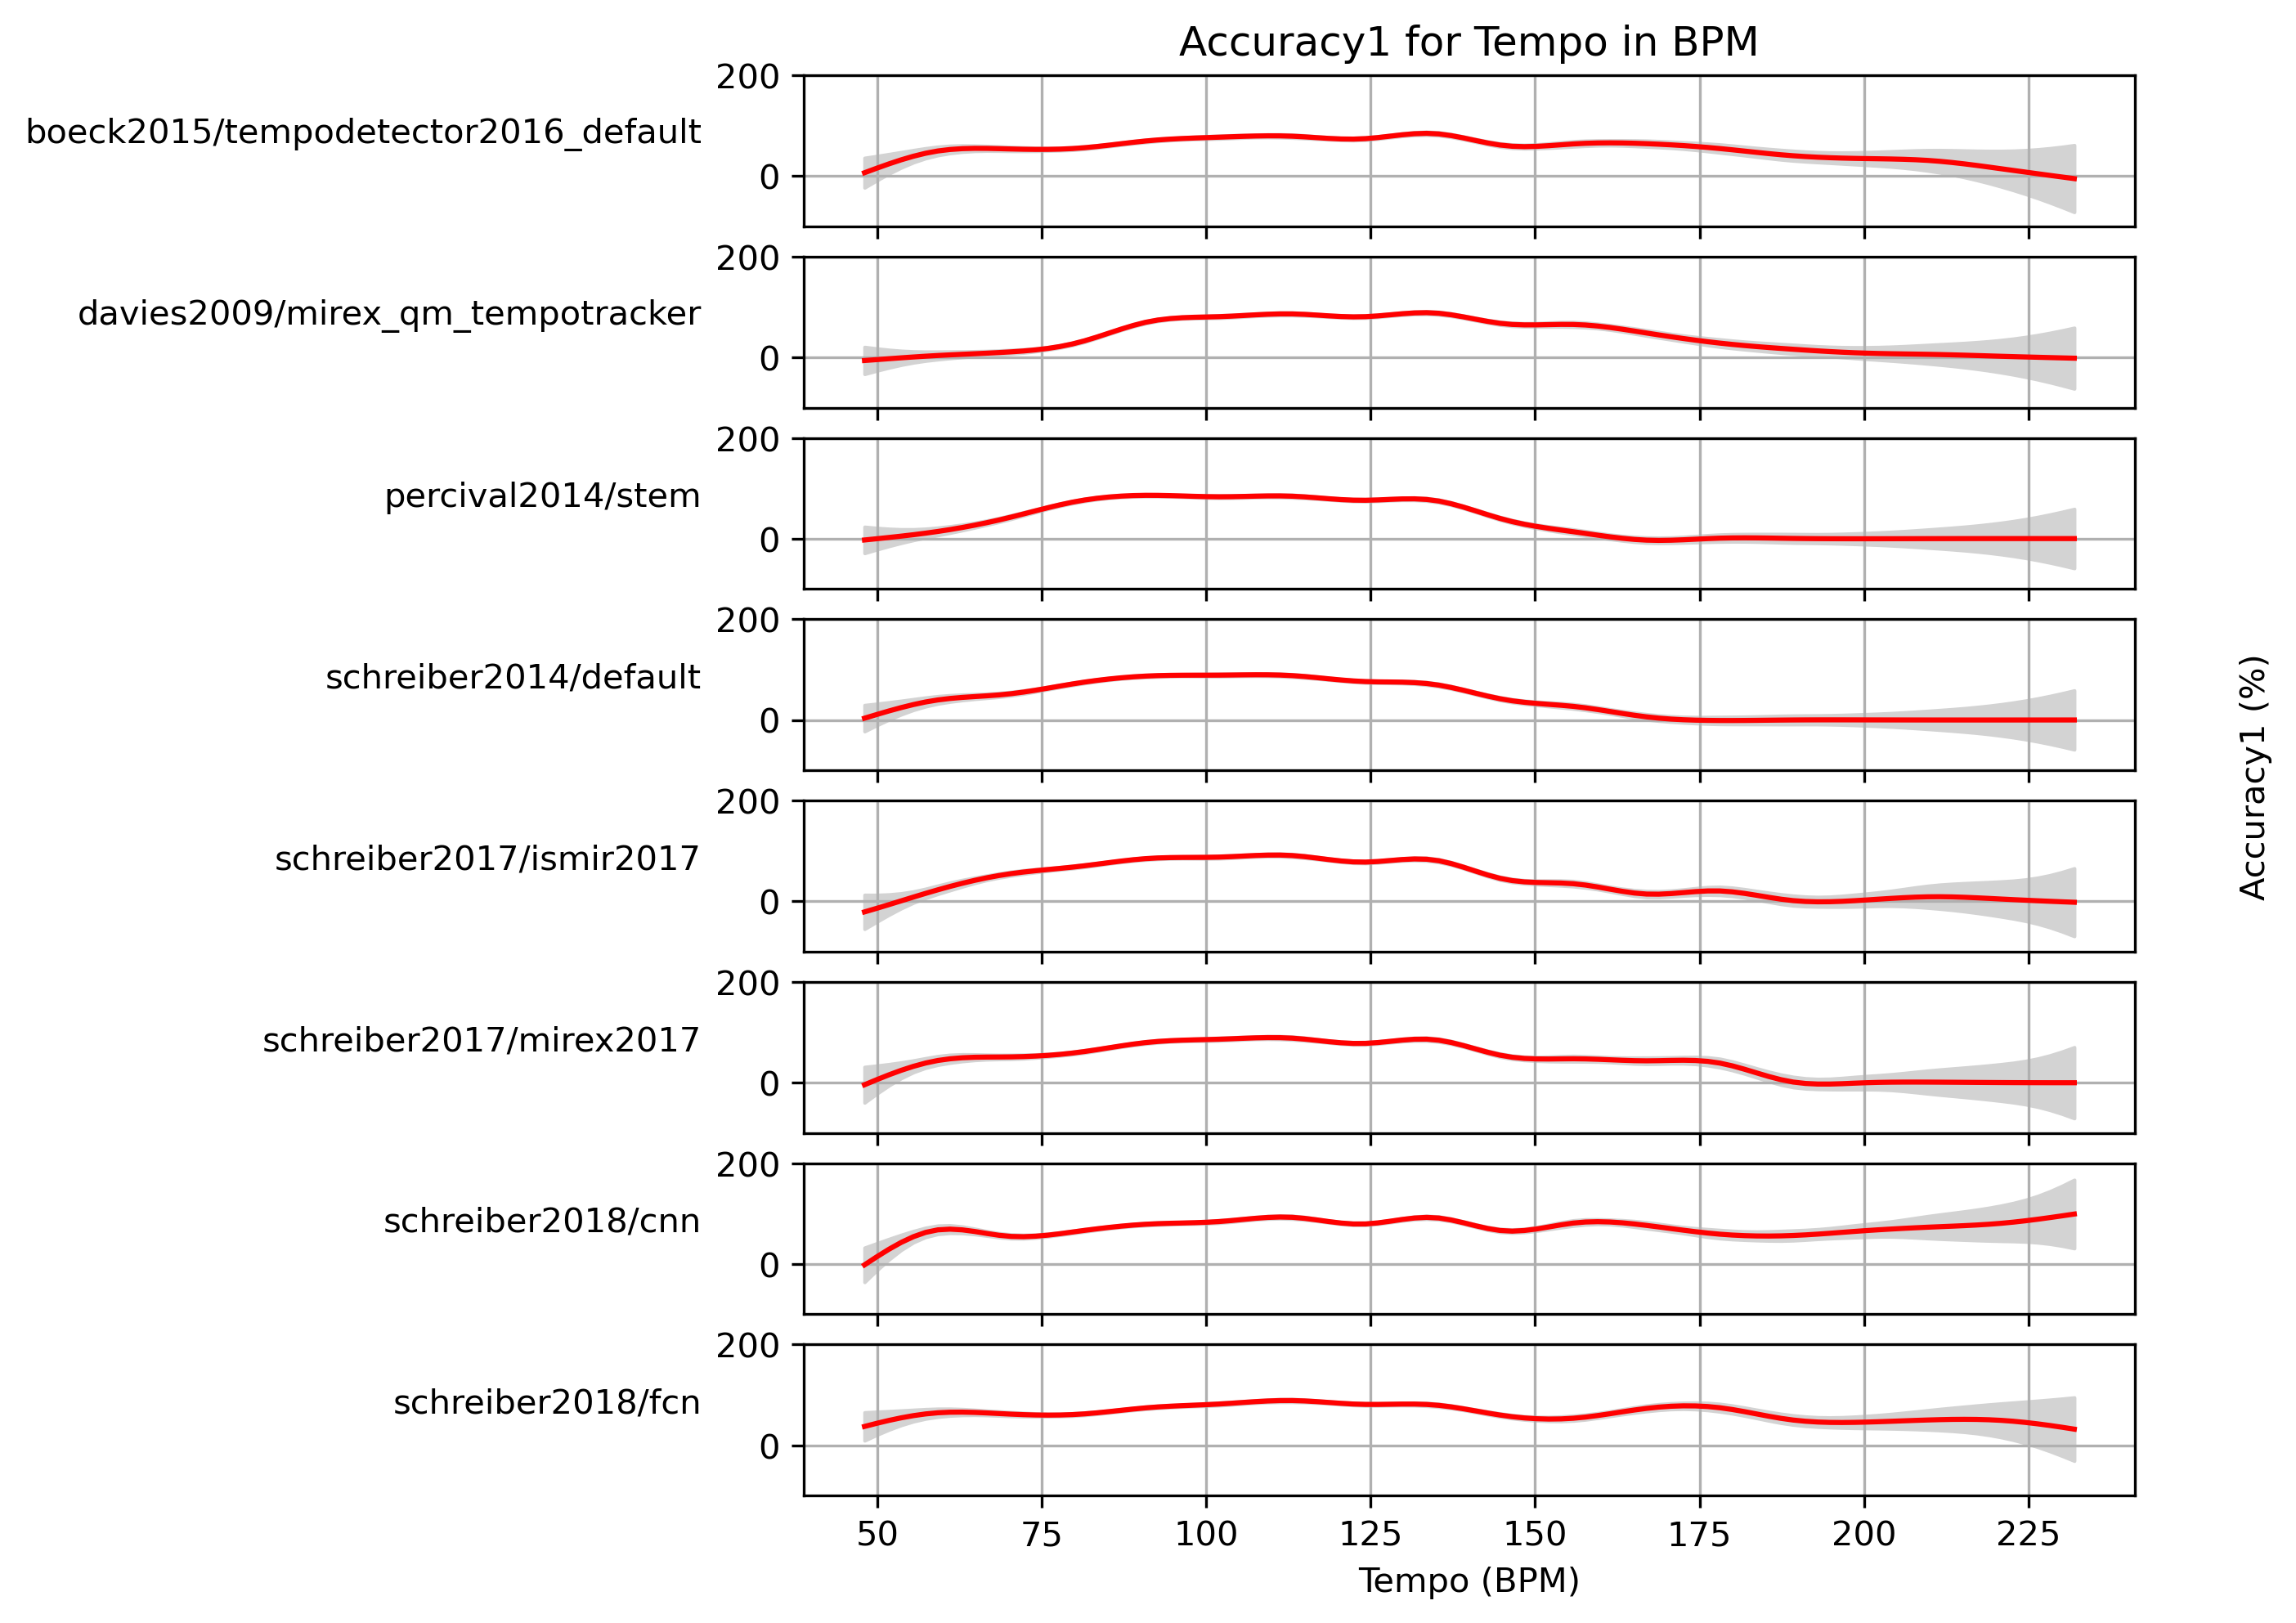 Accuracy1 for Tempo in BPM
200
boeck2015/tempodetector2016_default
0
200
davies2009/mirex_qm_tempotracker
0
200
percival2014/stem
0
200
schreiber2014/default
0
200
schreiber2017/ismir2017
0
200
schreiber2017/mirex2017
0
200
schreiber2018/cnn
0
200
schreiber2018/fcn
0
50 75 100 125 150 175 200 225
Tempo (BPM)
Accuracy1 (%)